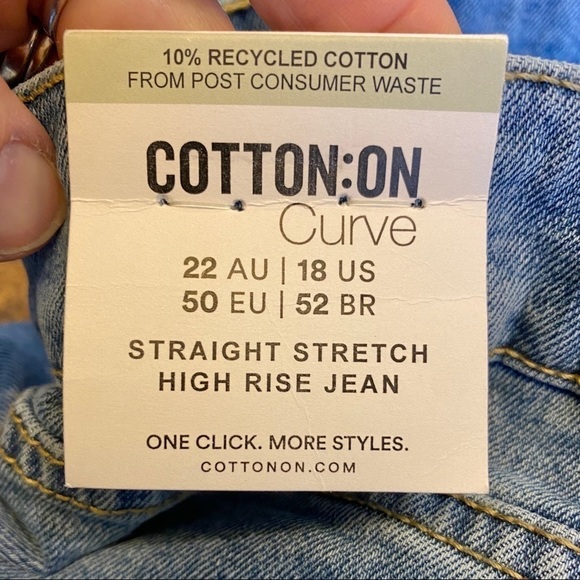 10% RECYCLED COTTON
FROM POST CONSUMER WASTE
COTTON:ON
Curve
22 AU | 18 US
50 EU | 52 BR
STRAIGHT STRETCH
HIGH RISE JEAN
ONE CLICK. MORE STYLES.
COTTONON.COM